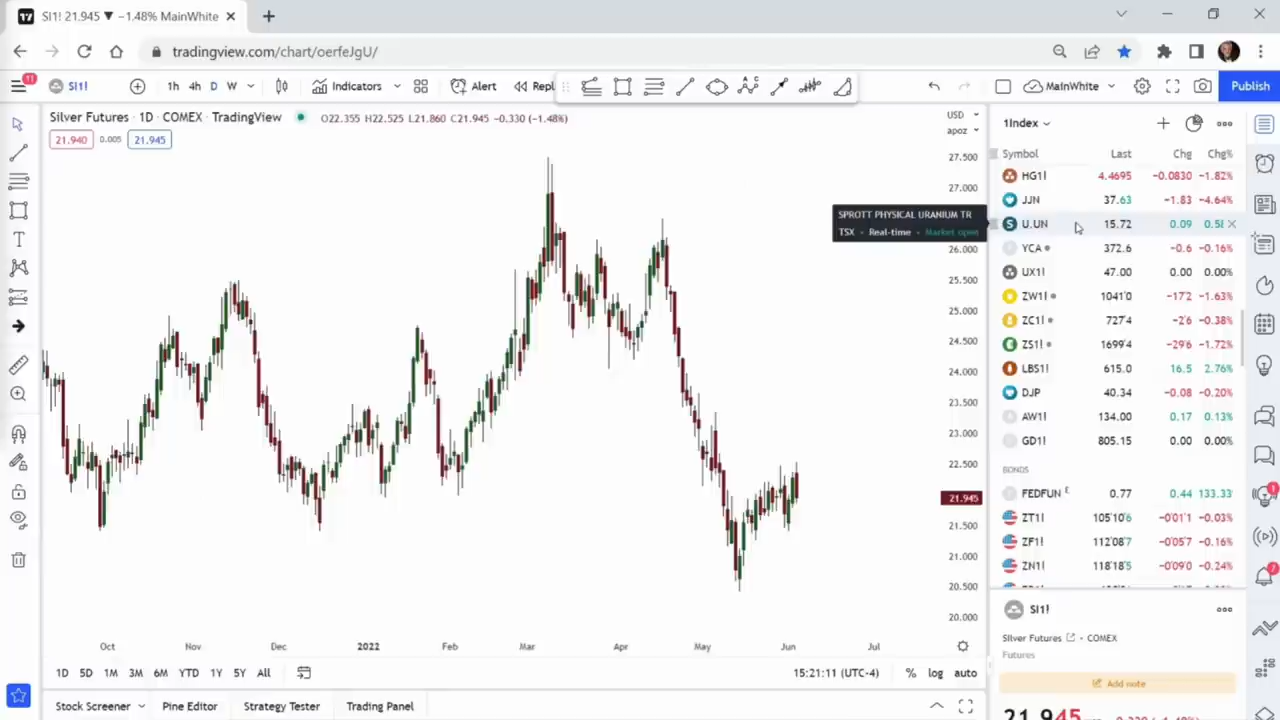 SI1! 21.945 ▼ −1.48% MainWhite
tradingview.com/chart/oerfeJgU/
11
SI1!
1h 4h D W
Indicators
Alert
Repl
MainWhite
Publish
Silver Futures · 1D · COMEX · TradingView
O22.355 H22.525 L21.860 C21.945 −0.330 (−1.48%)
21.940 0.005 21.945
USD
apoz
27.500
27.000
26.000
25.500
25.000
24.500
24.000
23.500
23.000
22.500
21.945
21.500
21.000
20.500
20.000
Oct Nov Dec 2022 Feb Mar Apr May Jun Jul
1D 5D 1M 3M 6M YTD 1Y 5Y All
15:21:11 (UTC-4) % log auto
Stock Screener Pine Editor Strategy Tester Trading Panel
SPROTT PHYSICAL URANIUM TR
TSX · Real-time · Market open
1Index
Symbol Last Chg Chg%
HG1! 4.4695 −0.0830 −1.82%
JJN 37.63 −1.83 −4.64%
U.UN 15.72 0.09 0.58
YCA 372.6 −0.6 −0.16%
UX1! 47.00 0.00 0.00%
ZW1! 1041'0 −17'2 −1.63%
ZC1! 727'4 −2'6 −0.38%
ZS1! 1699'4 −29'6 −1.72%
LBS1! 615.0 16.5 2.76%
DJP 40.34 −0.08 −0.20%
AW1! 134.00 0.17 0.13%
GD1! 805.15 0.00 0.00%
BONDS
FEDFUN E 0.77 0.44 133.33
ZT1! 105'10'6 −0'01'1 −0.03%
ZF1! 112'08'7 −0'05'7 −0.16%
ZN1! 118'18'5 −0'09'0 −0.24%
SI1!
Silver Futures · COMEX
Futures
Add note
21.945
1
7